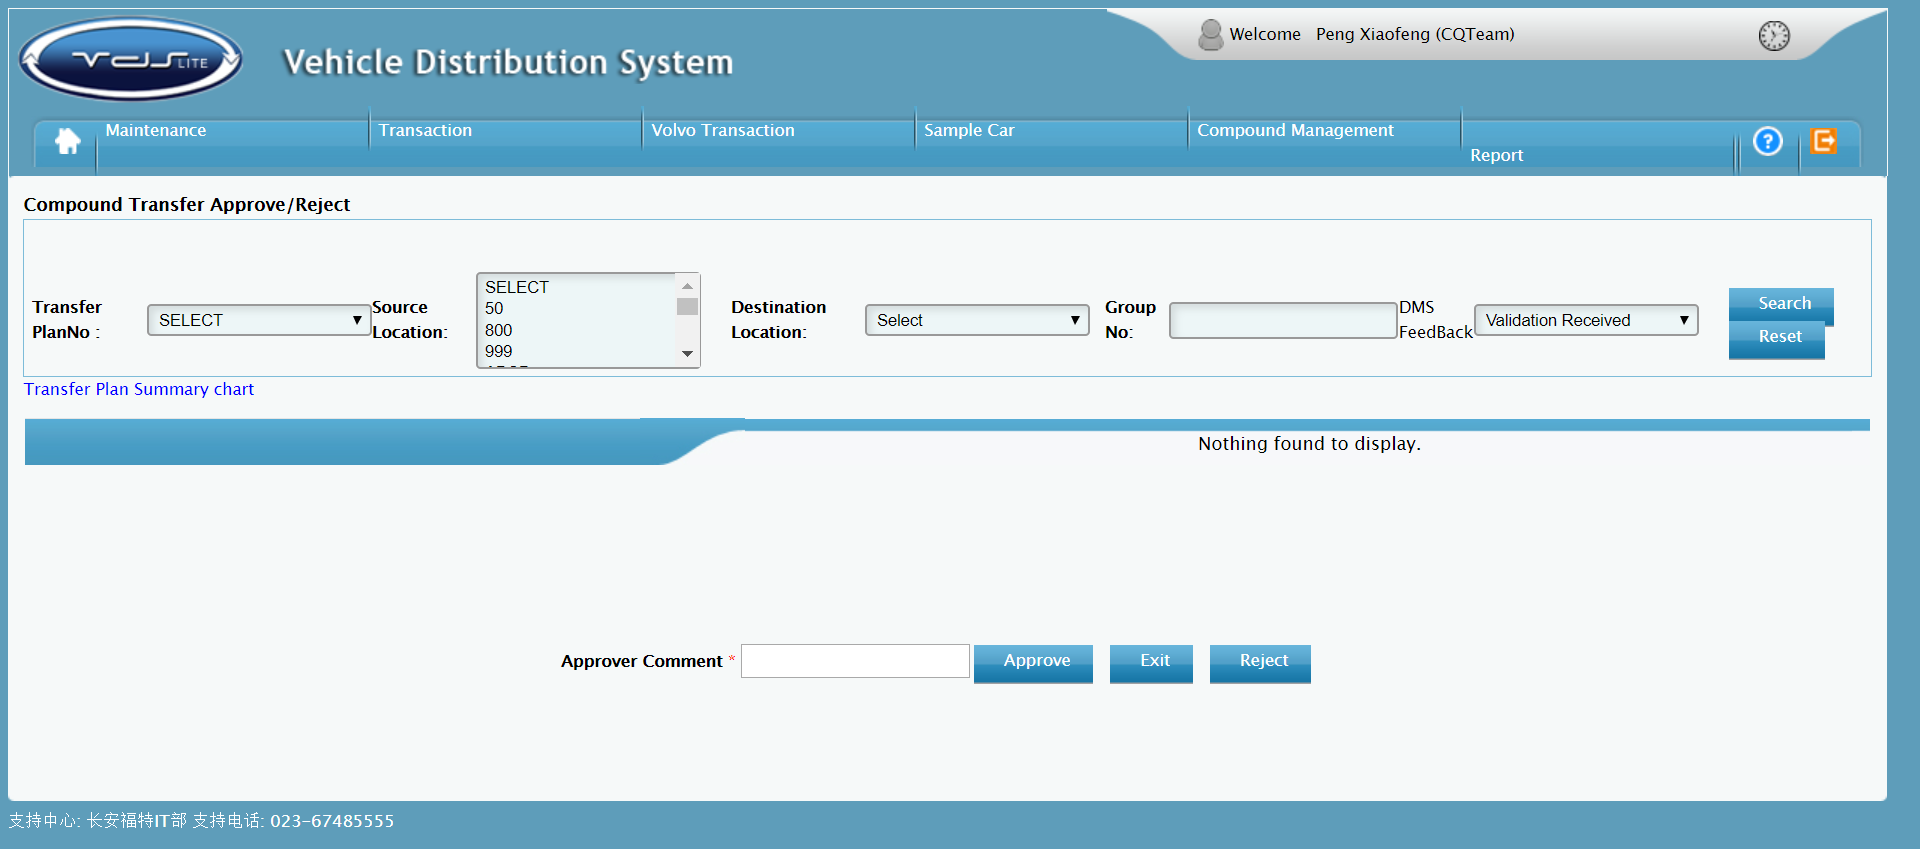 VDS LITE
Vehicle Distribution System
Welcome Peng Xiaofeng (CQTeam)
Maintenance
Transaction
Volvo Transaction
Sample Car
Compound Management
Report
?
Compound Transfer Approve/Reject
Transfer
PlanNo :
SELECT
Source
Location:
SELECT
50
800
999
Destination
Location:
Select
Group
No:
DMS
FeedBack
Validation Received
Search
Reset
Transfer Plan Summary chart
Nothing found to display.
Approver Comment *
Approve
Exit
Reject
支持中心: 长安福特IT部 支持电话: 023-67485555